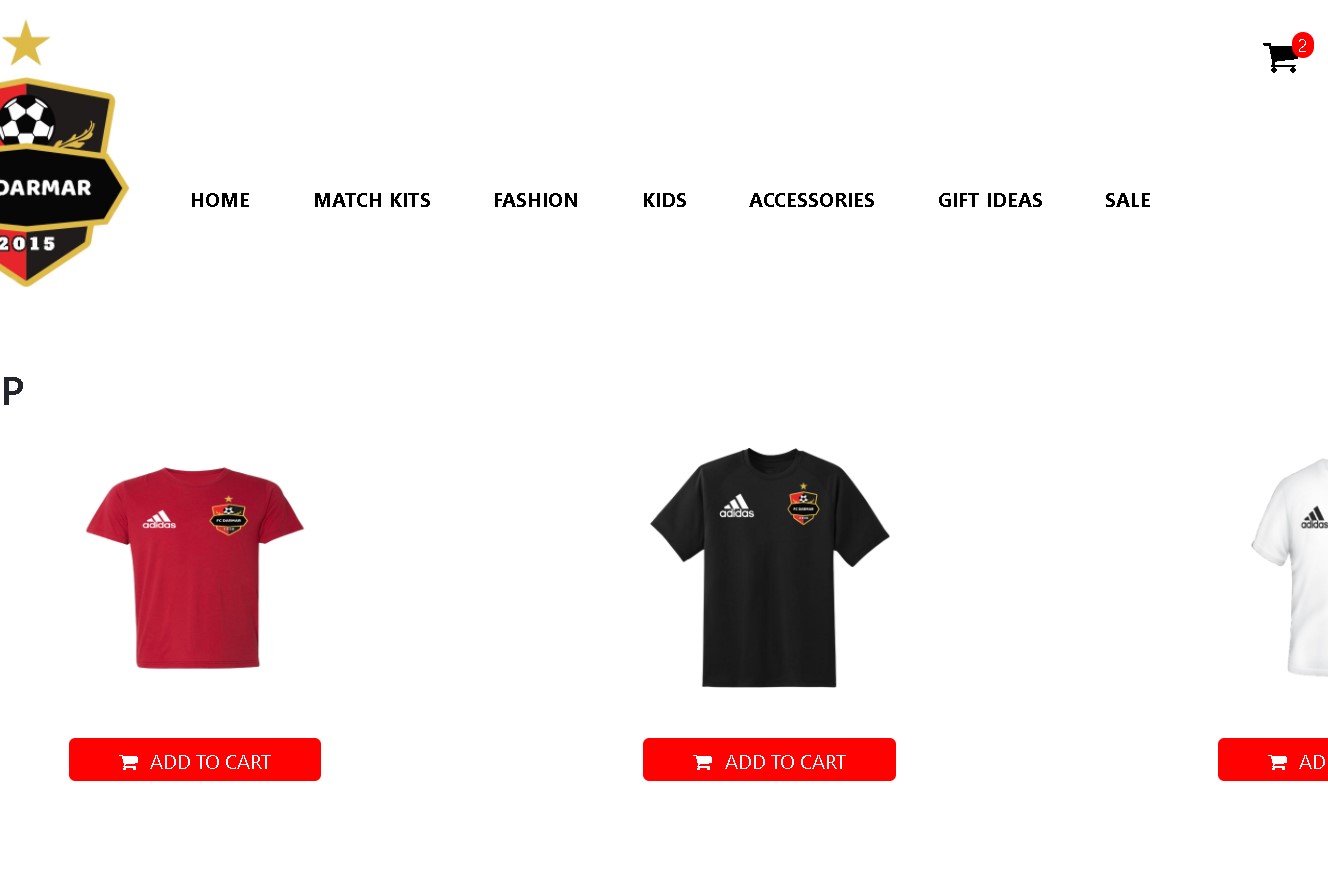 2
DARMAR
2015
HOME MATCH KITS FASHION KIDS ACCESSORIES GIFT IDEAS SALE
P
adidas
FC DARMAR
adidas
FC DARMAR
adidas
ADD TO CART
ADD TO CART
AD